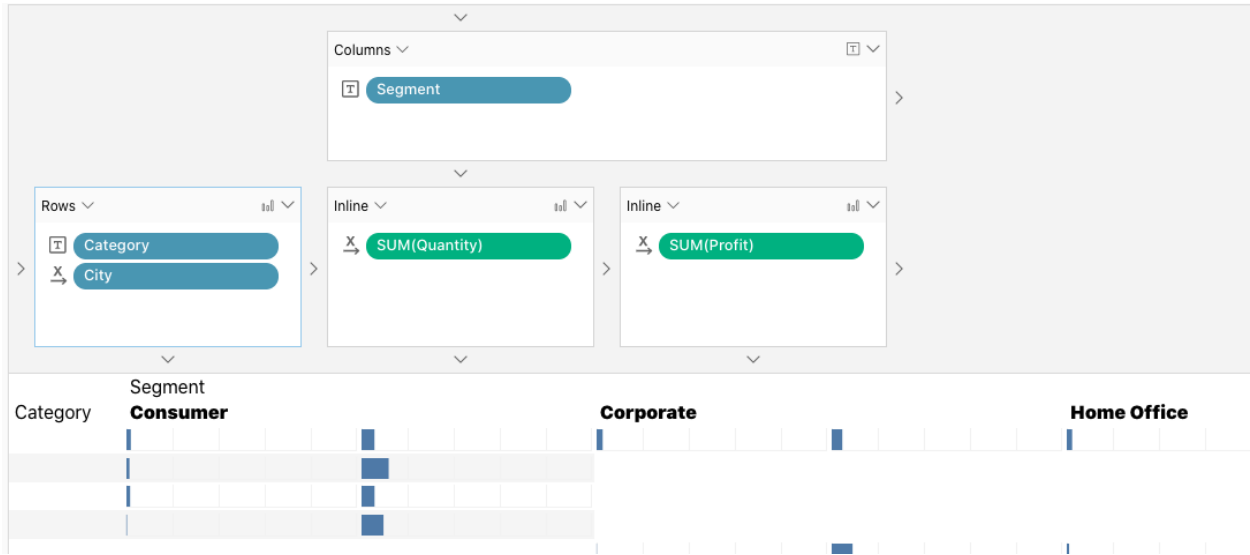 Columns
T
T Segment
Rows
Inline
Inline
T Category
X SUM(Quantity)
X SUM(Profit)
X City
Segment
Category Consumer Corporate Home Office